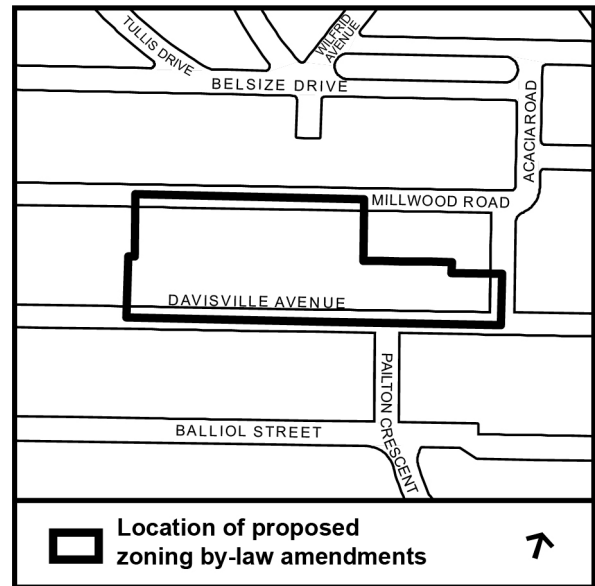 TULLIS DRIVE
WILFRID
AVENUE
BELSIZE DRIVE
ACACIA ROAD
MILLWOOD ROAD
DAVISVILLE AVENUE
PAILTON CRESCENT
BALLIOL STREET
Location of proposed
zoning by-law amendments